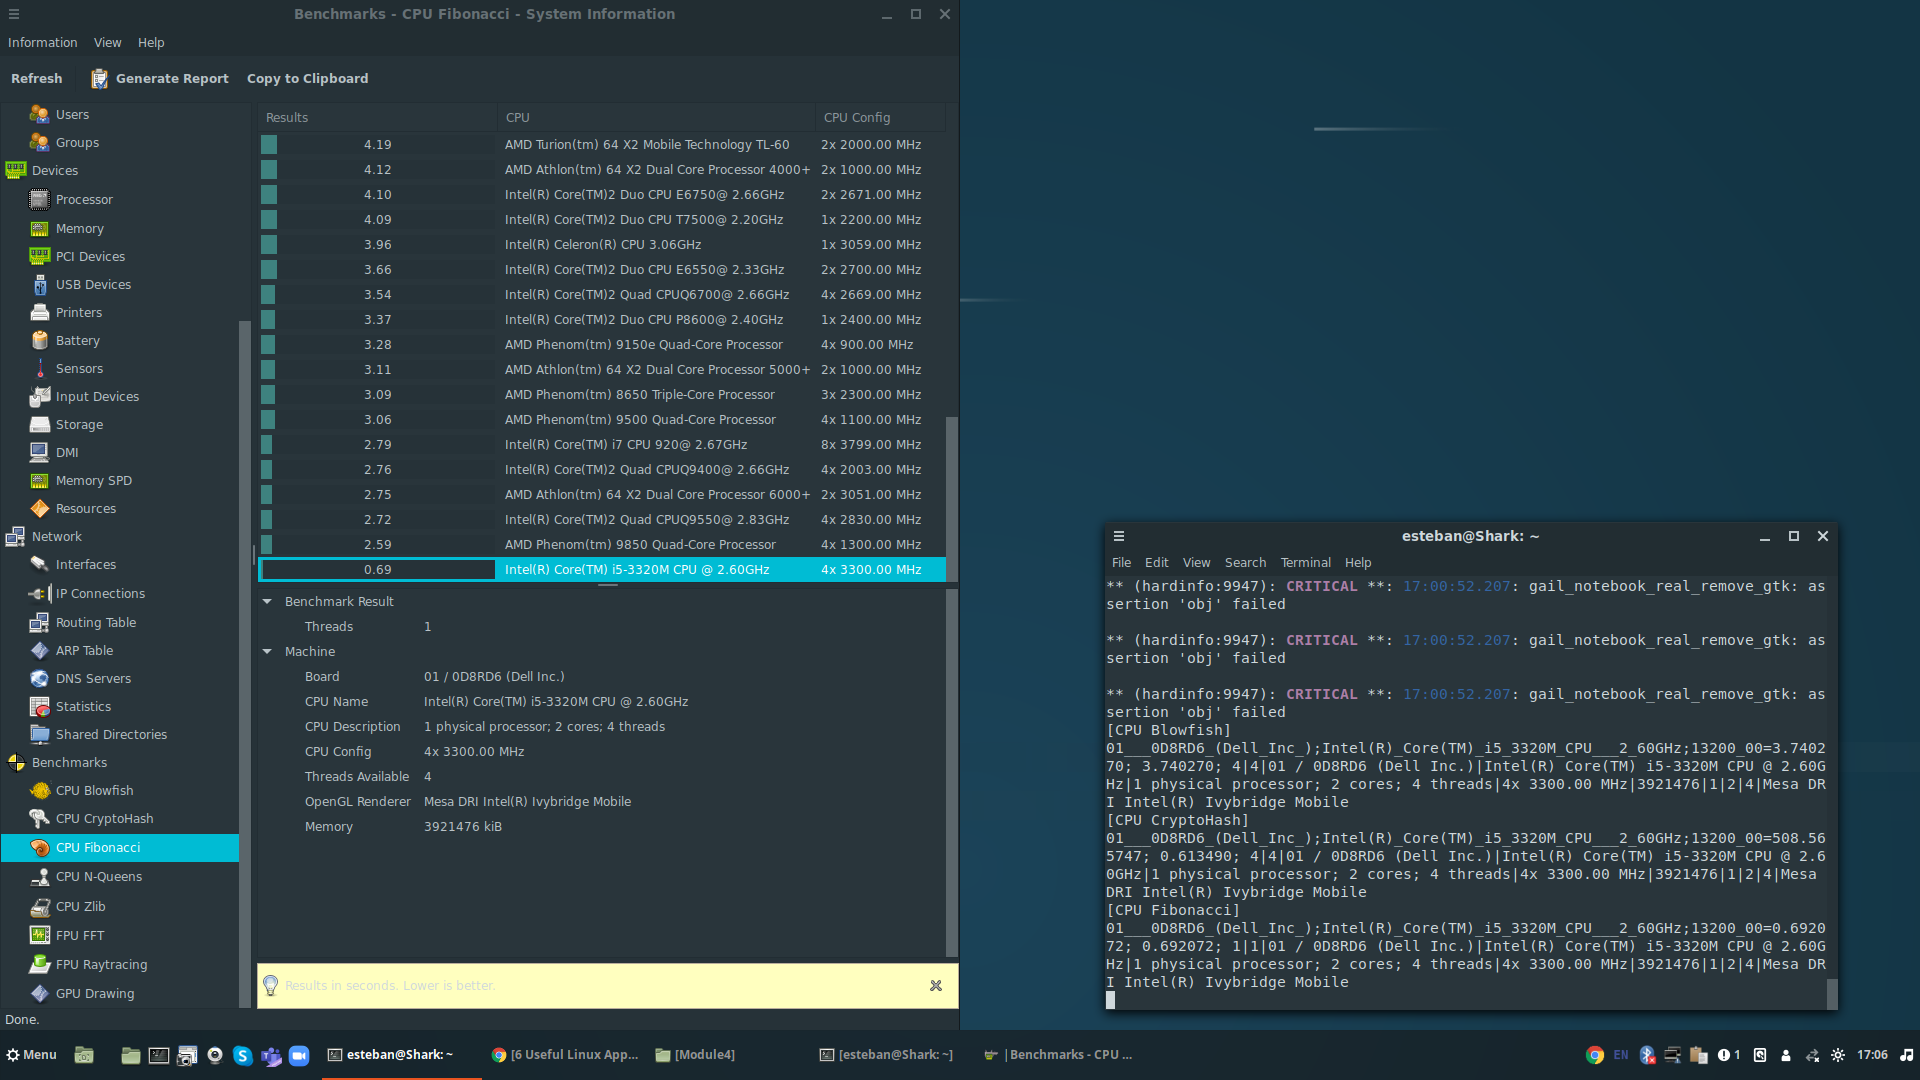 Benchmarks - CPU Fibonacci - System Information
Information View Help
Refresh Generate Report Copy to Clipboard
Users
Groups
Devices
Processor
Memory
PCI Devices
USB Devices
Printers
Battery
Sensors
Input Devices
Storage
DMI
Memory SPD
Resources
Network
Interfaces
IP Connections
Routing Table
ARP Table
DNS Servers
Statistics
Shared Directories
Benchmarks
CPU Blowfish
CPU CryptoHash
CPU Fibonacci
CPU N-Queens
CPU Zlib
FPU FFT
FPU Raytracing
GPU Drawing
Done.
Results CPU CPU Config
4.19 AMD Turion(tm) 64 X2 Mobile Technology TL-60 2x 2000.00 MHz
4.12 AMD Athlon(tm) 64 X2 Dual Core Processor 4000+ 2x 1000.00 MHz
4.10 Intel(R) Core(TM)2 Duo CPU E6750@ 2.66GHz 2x 2671.00 MHz
4.09 Intel(R) Core(TM)2 Duo CPU T7500@ 2.20GHz 1x 2200.00 MHz
3.96 Intel(R) Celeron(R) CPU 3.06GHz 1x 3059.00 MHz
3.66 Intel(R) Core(TM)2 Duo CPU E6550@ 2.33GHz 2x 2700.00 MHz
3.54 Intel(R) Core(TM)2 Quad CPUQ6700@ 2.66GHz 4x 2669.00 MHz
3.37 Intel(R) Core(TM)2 Duo CPU P8600@ 2.40GHz 1x 2400.00 MHz
3.28 AMD Phenom(tm) 9150e Quad-Core Processor 4x 900.00 MHz
3.11 AMD Athlon(tm) 64 X2 Dual Core Processor 5000+ 2x 1000.00 MHz
3.09 AMD Phenom(tm) 8650 Triple-Core Processor 3x 2300.00 MHz
3.06 AMD Phenom(tm) 9500 Quad-Core Processor 4x 1100.00 MHz
2.79 Intel(R) Core(TM) i7 CPU 920@ 2.67GHz 8x 3799.00 MHz
2.76 Intel(R) Core(TM)2 Quad CPUQ9400@ 2.66GHz 4x 2003.00 MHz
2.75 AMD Athlon(tm) 64 X2 Dual Core Processor 6000+ 2x 3051.00 MHz
2.72 Intel(R) Core(TM)2 Quad CPUQ9550@ 2.83GHz 4x 2830.00 MHz
2.59 AMD Phenom(tm) 9850 Quad-Core Processor 4x 1300.00 MHz
0.69 Intel(R) Core(TM) i5-3320M CPU @ 2.60GHz 4x 3300.00 MHz
Benchmark Result
Threads 1
Machine
Board 01 / 0D8RD6 (Dell Inc.)
CPU Name Intel(R) Core(TM) i5-3320M CPU @ 2.60GHz
CPU Description 1 physical processor; 2 cores; 4 threads
CPU Config 4x 3300.00 MHz
Threads Available 4
OpenGL Renderer Mesa DRI Intel(R) Ivybridge Mobile
Memory 3921476 kiB
Results in seconds. Lower is better.
esteban@Shark: ~
File Edit View Search Terminal Help
** (hardinfo:9947): CRITICAL **: 17:00:52.207: gail_notebook_real_remove_gtk: as
sertion 'obj' failed
** (hardinfo:9947): CRITICAL **: 17:00:52.207: gail_notebook_real_remove_gtk: as
sertion 'obj' failed
** (hardinfo:9947): CRITICAL **: 17:00:52.207: gail_notebook_real_remove_gtk: as
sertion 'obj' failed
[CPU Blowfish]
01___0D8RD6_(Dell_Inc_);Intel(R)_Core(TM)_i5_3320M_CPU___2_60GHz;13200_00=3.7402
70; 3.740270; 4|4|01 / 0D8RD6 (Dell Inc.)|Intel(R) Core(TM) i5-3320M CPU @ 2.60G
Hz|1 physical processor; 2 cores; 4 threads|4x 3300.00 MHz|3921476|1|2|4|Mesa DR
I Intel(R) Ivybridge Mobile
[CPU CryptoHash]
01___0D8RD6_(Dell_Inc_);Intel(R)_Core(TM)_i5_3320M_CPU___2_60GHz;13200_00=508.56
5747; 0.613490; 4|4|01 / 0D8RD6 (Dell Inc.)|Intel(R) Core(TM) i5-3320M CPU @ 2.6
0GHz|1 physical processor; 2 cores; 4 threads|4x 3300.00 MHz|3921476|1|2|4|Mesa
DRI Intel(R) Ivybridge Mobile
[CPU Fibonacci]
01___0D8RD6_(Dell_Inc_);Intel(R)_Core(TM)_i5_3320M_CPU___2_60GHz;13200_00=0.6920
72; 0.692072; 1|1|01 / 0D8RD6 (Dell Inc.)|Intel(R) Core(TM) i5-3320M CPU @ 2.60G
Hz|1 physical processor; 2 cores; 4 threads|4x 3300.00 MHz|3921476|1|2|4|Mesa DR
I Intel(R) Ivybridge Mobile
Menu esteban@Shark: ~ [6 Useful Linux App... [Module4] [esteban@Shark: ~] |Benchmarks - CPU ... EN 1 17:06